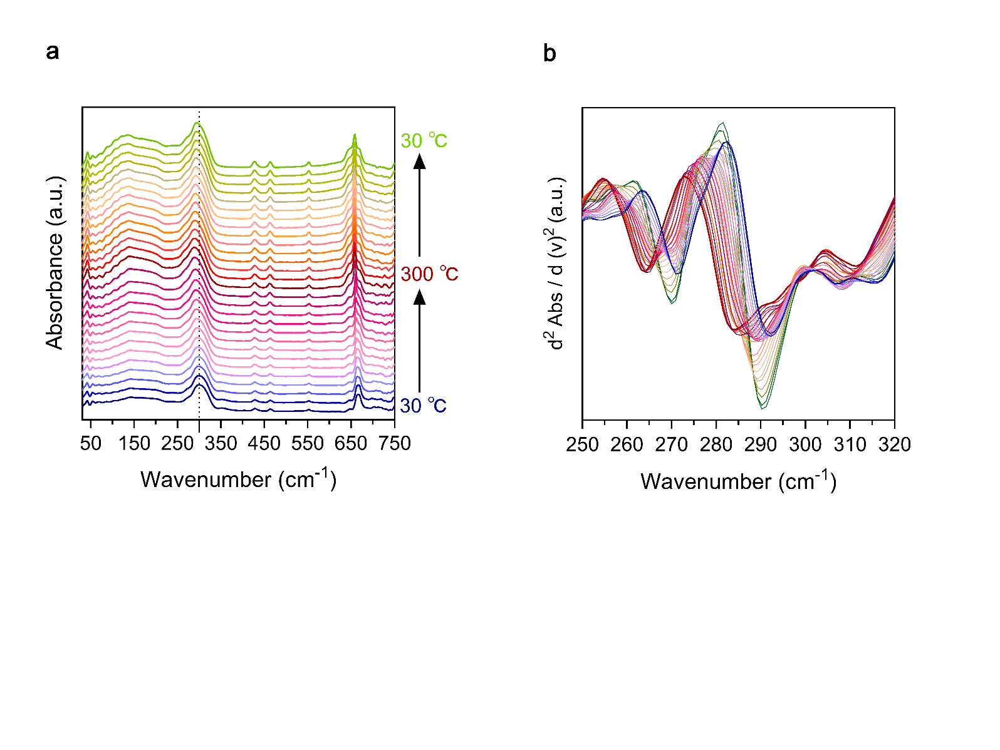 a
b
30 ℃
300 ℃
30 ℃
Absorbance (a.u.)
50 150 250 350 450 550 650 750
Wavenumber (cm-1)
d2 Abs / d (v)2 (a.u.)
250 260 270 280 290 300 310 320
Wavenumber (cm-1)